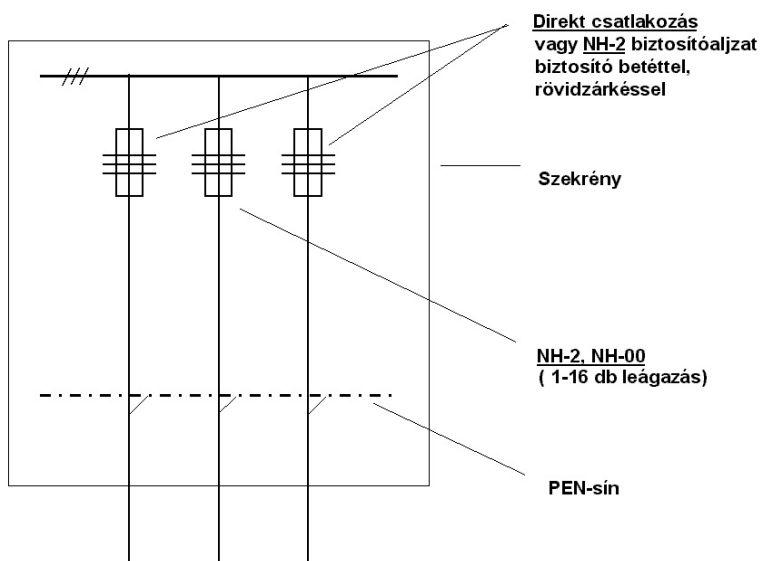 Direkt csatlakozás
vagy NH-2 biztosítóaljzat
biztosító betéttel,
rövidzárkéssel
Szekrény
NH-2, NH-00
( 1-16 db leágazás)
PEN-sín